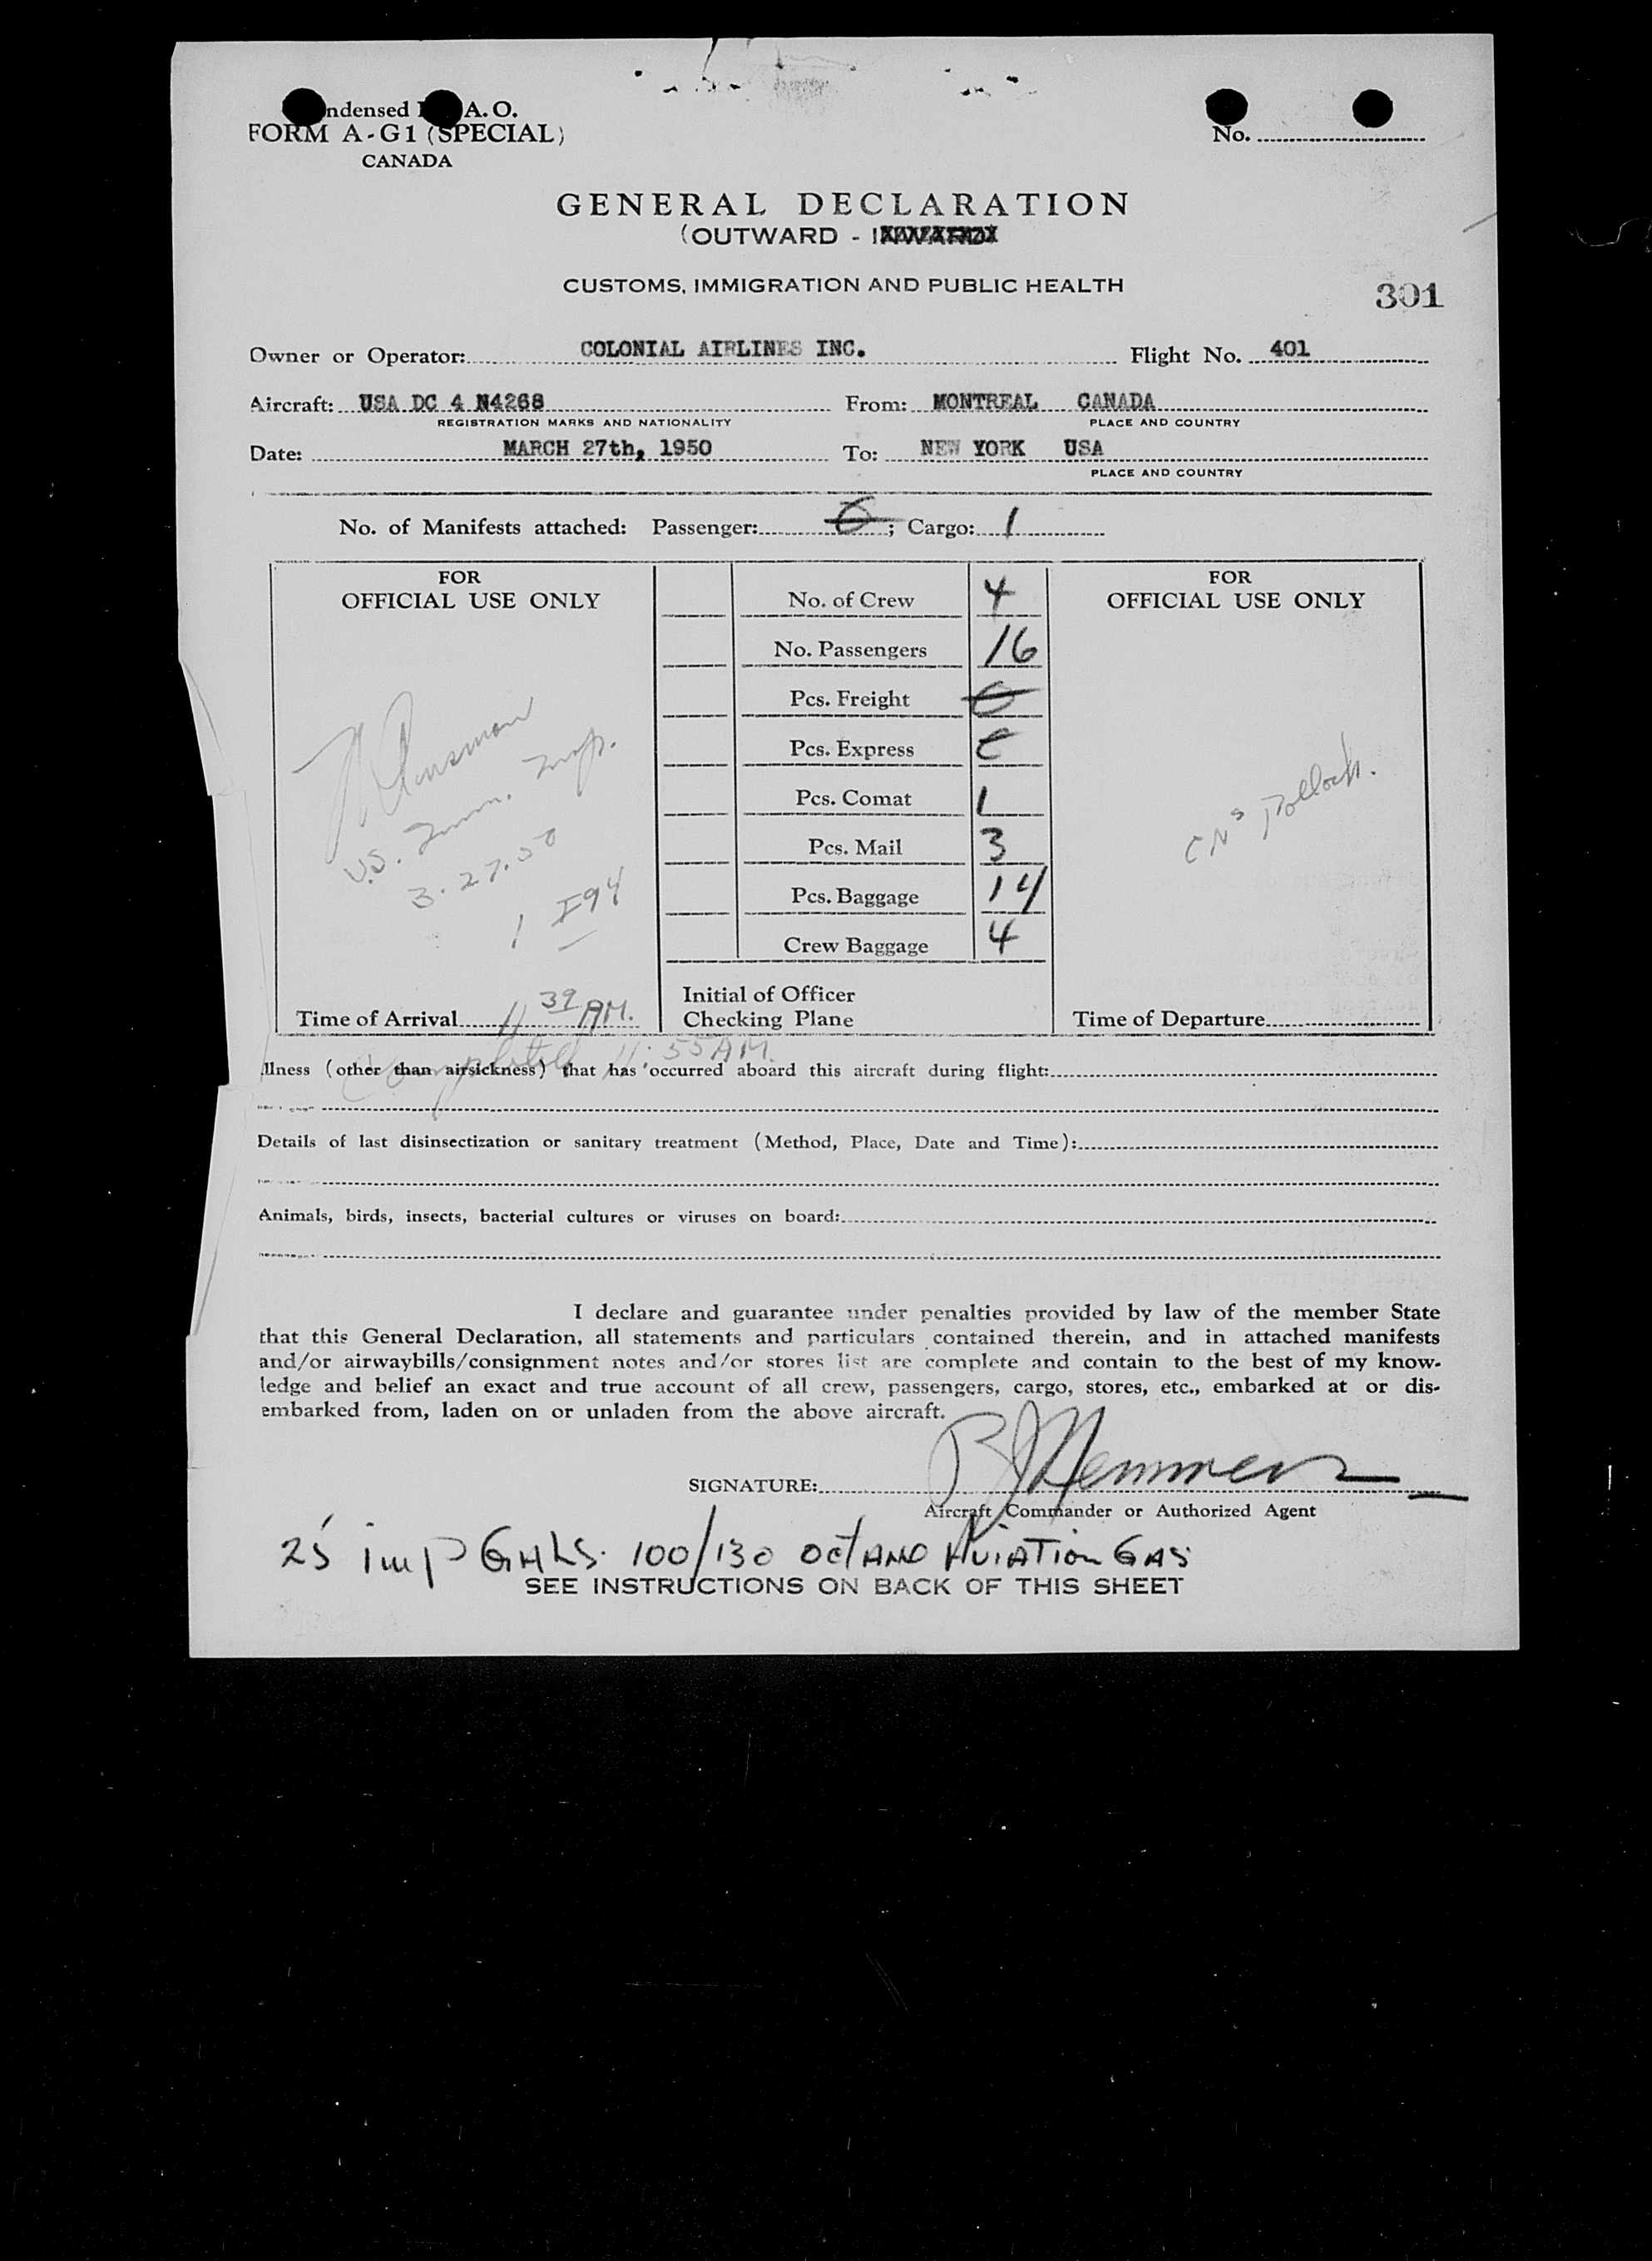 ndensed A.O.
FORM A-G1 (SPECIAL)
CANADA
No.
GENERAL DECLARATION
(OUTWARD -
CUSTOMS, IMMIGRATION AND PUBLIC HEALTH
301
Owner or Operator: COLONIAL AIRLINES INC. Flight No. 401
Aircraft: USA DC 4 N4268 From: MONTREAL CANADA
REGISTRATION MARKS AND NATIONALITY PLACE AND COUNTRY
Date: MARCH 27th, 1950 To: NEW YORK USA
PLACE AND COUNTRY
No. of Manifests attached: Passenger: 0; Cargo: 1
FOR
OFFICIAL USE ONLY
U.S. Imm. Insp.
3.27.50
1 I94
Time of Arrival 11 39 AM.
Completed 11:55 AM.
No. of Crew 4
No. Passengers 16
Pcs. Freight 0
Pcs. Express
Pcs. Comat 1
Pcs. Mail 3
Pcs. Baggage 14
Crew Baggage 4
Initial of Officer
Checking Plane
FOR
OFFICIAL USE ONLY
Pollock.
Time of Departure
llness (other than airsickness) that has occurred aboard this aircraft during flight:
Details of last disinsectization or sanitary treatment (Method, Place, Date and Time):
Animals, birds, insects, bacterial cultures or viruses on board:
I declare and guarantee under penalties provided by law of the member State
that this General Declaration, all statements and particulars contained therein, and in attached manifests
and/or airwaybills/consignment notes and/or stores list are complete and contain to the best of my know-
ledge and belief an exact and true account of all crew, passengers, cargo, stores, etc., embarked at or dis-
embarked from, laden on or unladen from the above aircraft.
SIGNATURE:
Aircraft Commander or Authorized Agent
25 imp GALS. 100/130 octANE AviATion GAS
SEE INSTRUCTIONS ON BACK OF THIS SHEET